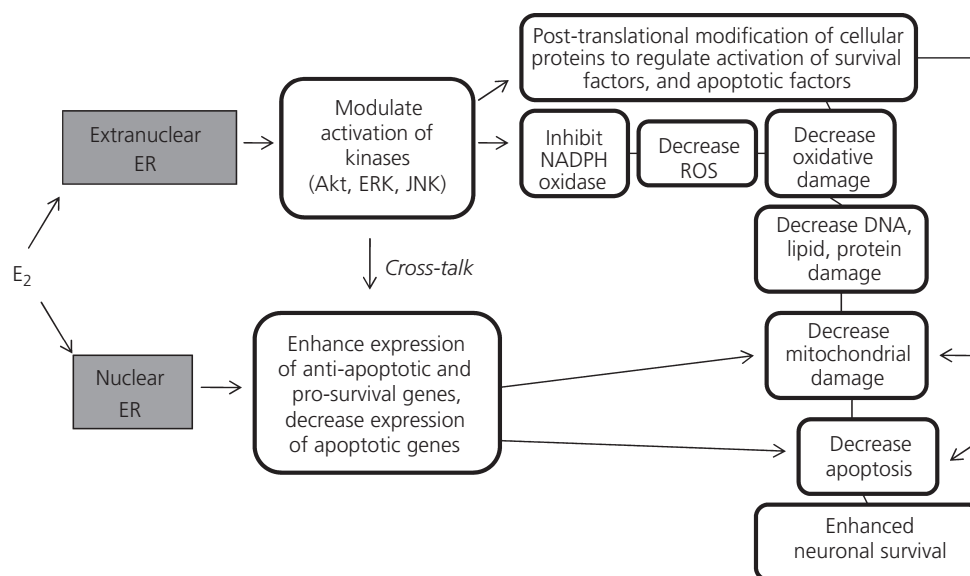 Post-translational modification of cellular
proteins to regulate activation of survival
factors, and apoptotic factors
Extranuclear
ER
Modulate
activation of
kinases
(Akt, ERK, JNK)
Inhibit
NADPH
oxidase
Decrease
ROS
Decrease
oxidative
damage
Decrease DNA,
lipid, protein
damage
E₂
Cross-talk
Nuclear
ER
Enhance expression
of anti-apoptotic and
pro-survival genes,
decrease expression
of apoptotic genes
Decrease
mitochondrial
damage
Decrease
apoptosis
Enhanced
neuronal survival